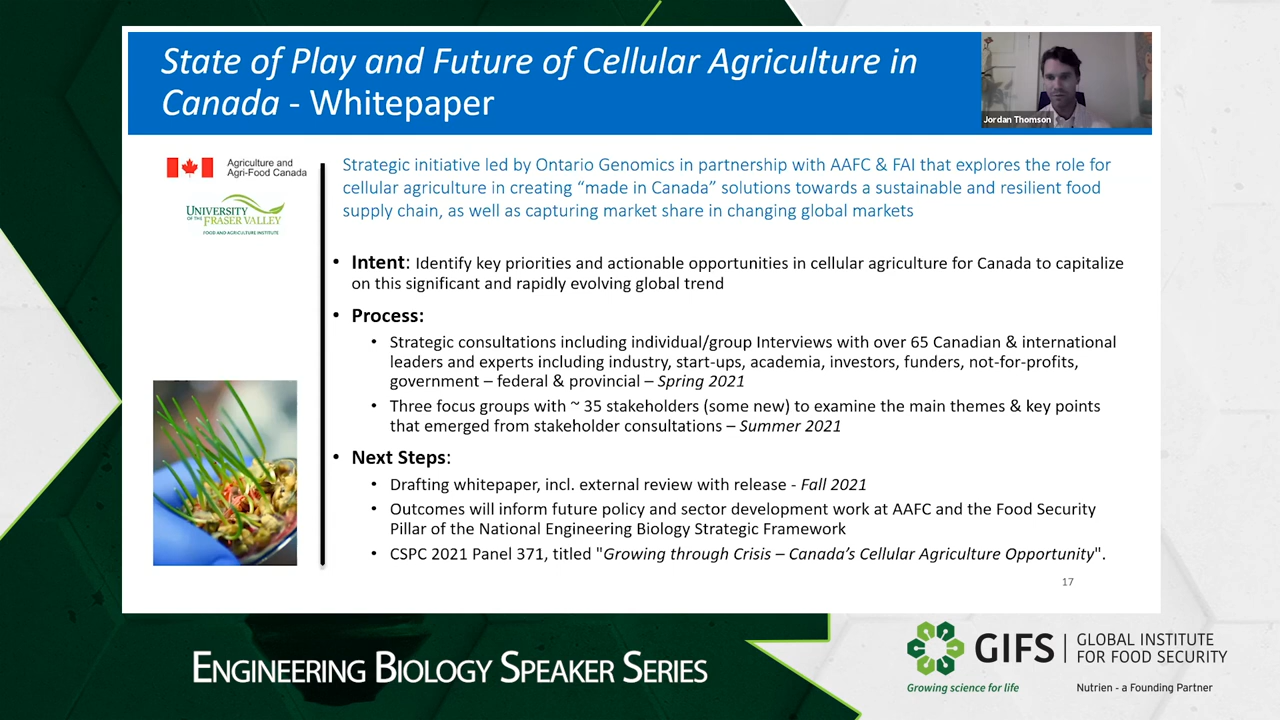 State of Play and Future of Cellular Agriculture in
Canada - Whitepaper
Jordan Thomson
Agriculture and
Agri-Food Canada
UNIVERSITY
OF THE FRASER VALLEY
FOOD AND AGRICULTURE INSTITUTE
Strategic initiative led by Ontario Genomics in partnership with AAFC & FAI that explores the role for
cellular agriculture in creating “made in Canada” solutions towards a sustainable and resilient food
supply chain, as well as capturing market share in changing global markets
• Intent: Identify key priorities and actionable opportunities in cellular agriculture for Canada to capitalize
on this significant and rapidly evolving global trend
• Process:
• Strategic consultations including individual/group Interviews with over 65 Canadian & international
leaders and experts including industry, start-ups, academia, investors, funders, not-for-profits,
government – federal & provincial – Spring 2021
• Three focus groups with ~ 35 stakeholders (some new) to examine the main themes & key points
that emerged from stakeholder consultations – Summer 2021
• Next Steps:
• Drafting whitepaper, incl. external review with release - Fall 2021
• Outcomes will inform future policy and sector development work at AAFC and the Food Security
Pillar of the National Engineering Biology Strategic Framework
• CSPC 2021 Panel 371, titled "Growing through Crisis – Canada’s Cellular Agriculture Opportunity".
17
ENGINEERING BIOLOGY SPEAKER SERIES
GIFS
GLOBAL INSTITUTE
FOR FOOD SECURITY
Growing science for life
Nutrien - a Founding Partner